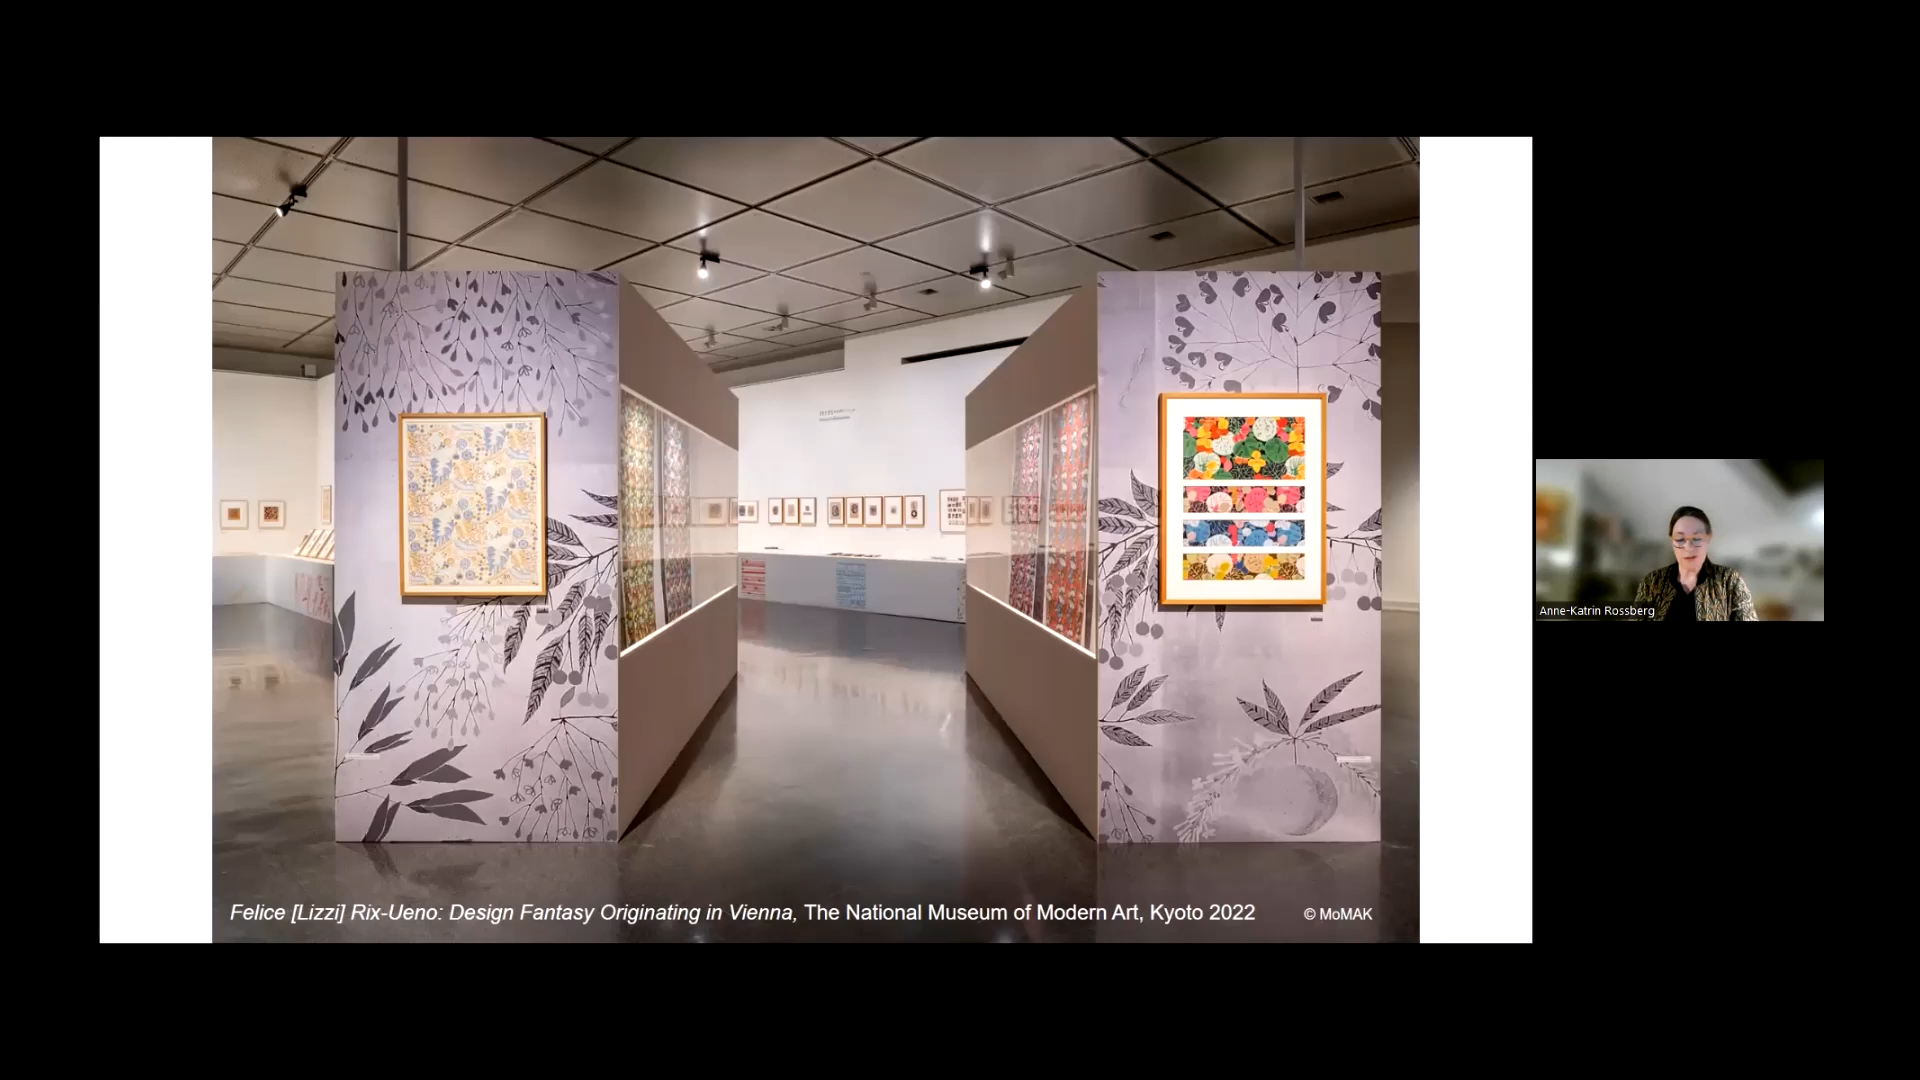 Felice [Lizzi] Rix-Ueno: Design Fantasy Originating in Vienna, The National Museum of Modern Art, Kyoto 2022
© MoMAK
Anne-Katrin Rossberg